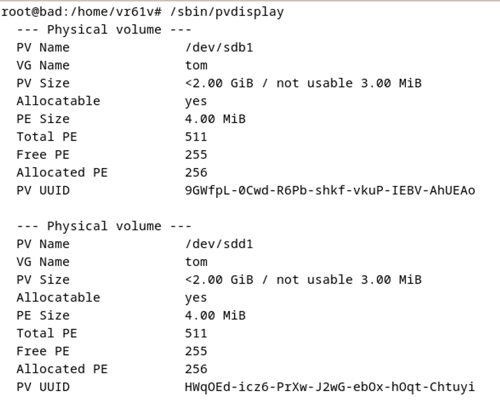 root@bad:/home/vr61v# /sbin/pvdisplay
--- Physical volume ---
PV Name /dev/sdb1
VG Name tom
PV Size <2.00 GiB / not usable 3.00 MiB
Allocatable yes
PE Size 4.00 MiB
Total PE 511
Free PE 255
Allocated PE 256
PV UUID 9GWfpL-0Cwd-R6Pb-shkf-vkuP-IEBV-AhUEAo
--- Physical volume ---
PV Name /dev/sdd1
VG Name tom
PV Size <2.00 GiB / not usable 3.00 MiB
Allocatable yes
PE Size 4.00 MiB
Total PE 511
Free PE 255
Allocated PE 256
PV UUID HWqOEd-icz6-PrXw-J2wG-ebOx-hOqt-Chtuyi